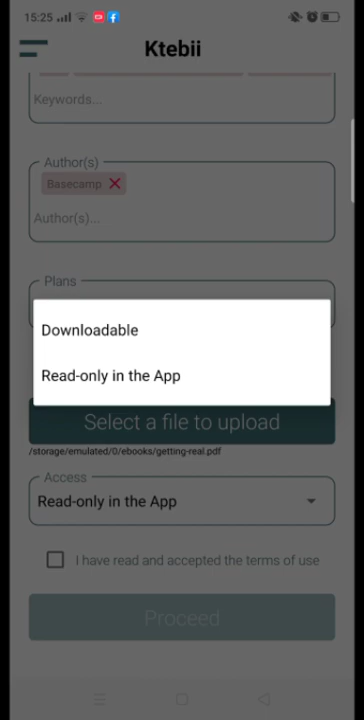 15:25
Ktebii
Keywords...
Author(s)
Basecamp
Author(s)...
Plans
Downloadable
Read-only in the App
Select a file to upload
/storage/emulated/0/ebooks/getting-real.pdf
Access
Read-only in the App
I have read and accepted the terms of use
Proceed